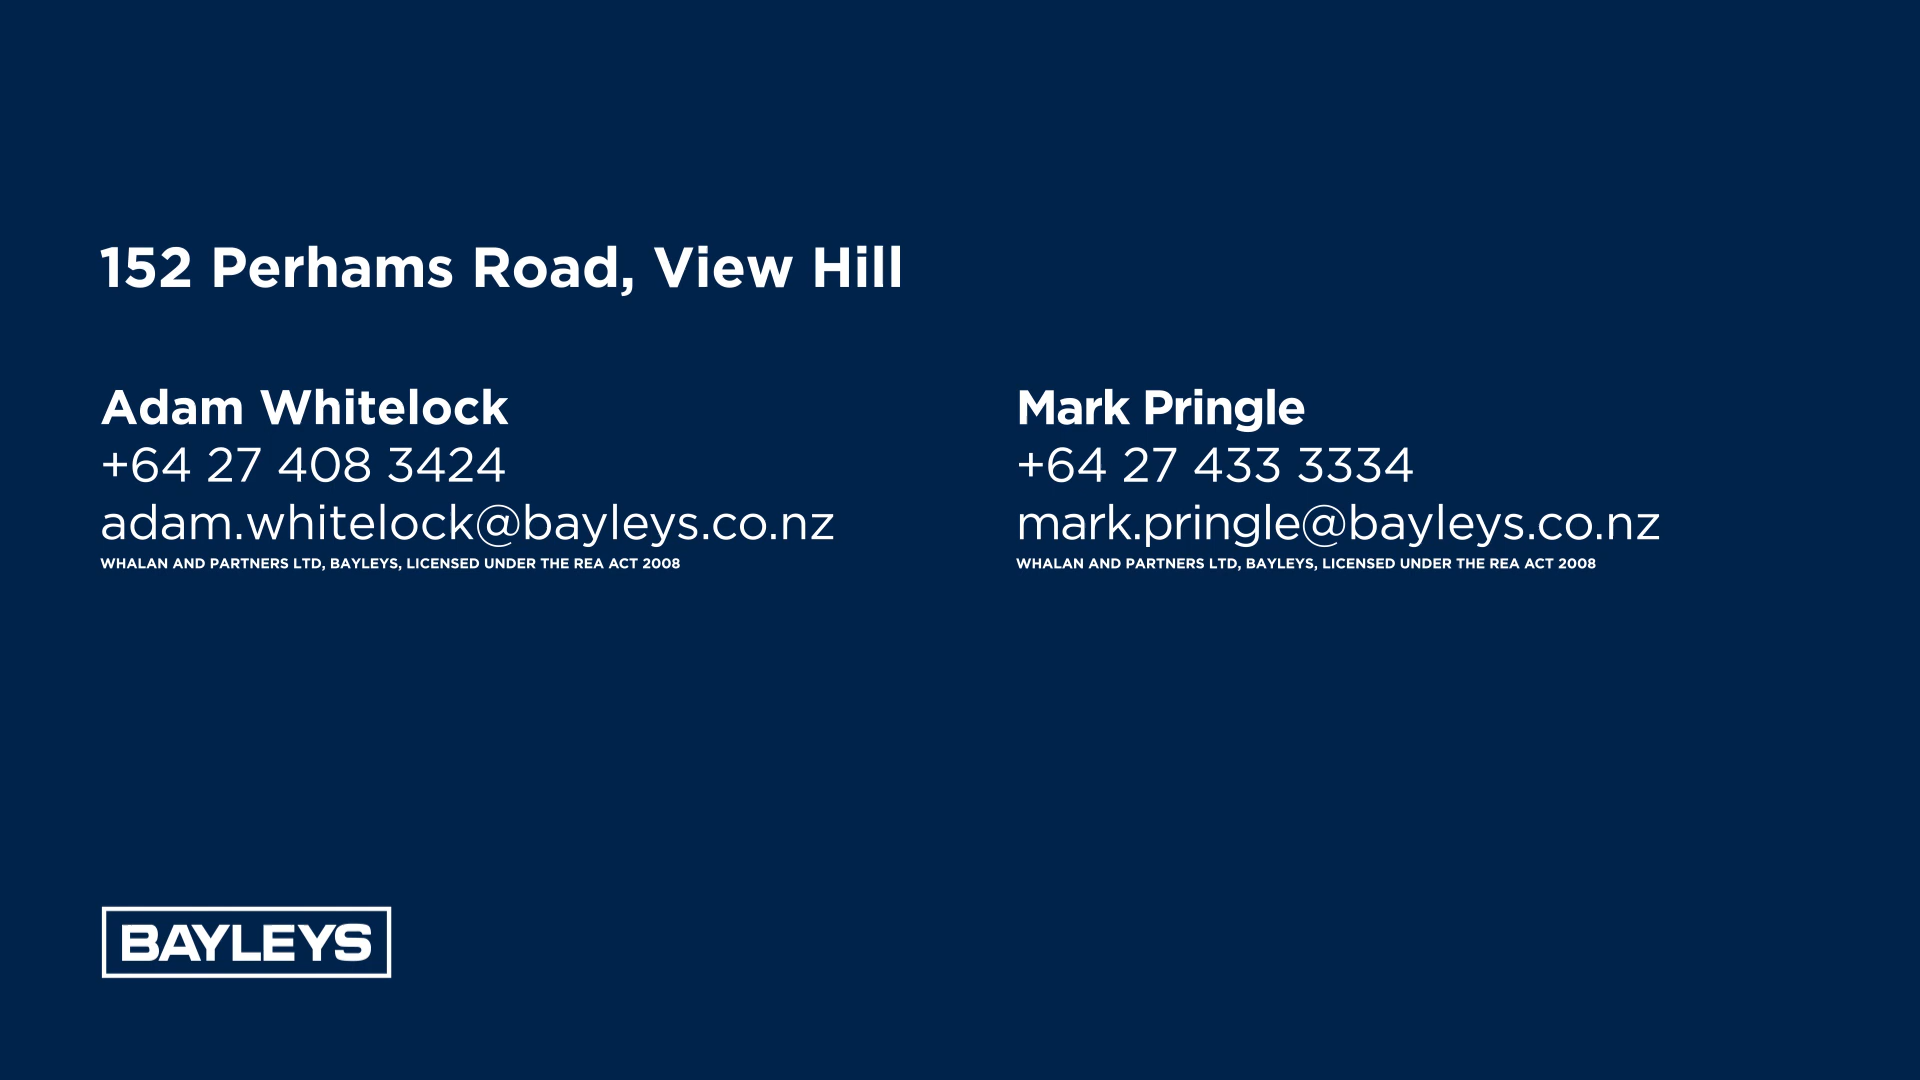 152 Perhams Road, View Hill
Adam Whitelock
+64 27 408 3424
adam.whitelock@bayleys.co.nz
WHALAN AND PARTNERS LTD, BAYLEYS, LICENSED UNDER THE REA ACT 2008
Mark Pringle
+64 27 433 3334
mark.pringle@bayleys.co.nz
WHALAN AND PARTNERS LTD, BAYLEYS, LICENSED UNDER THE REA ACT 2008
BAYLEYS